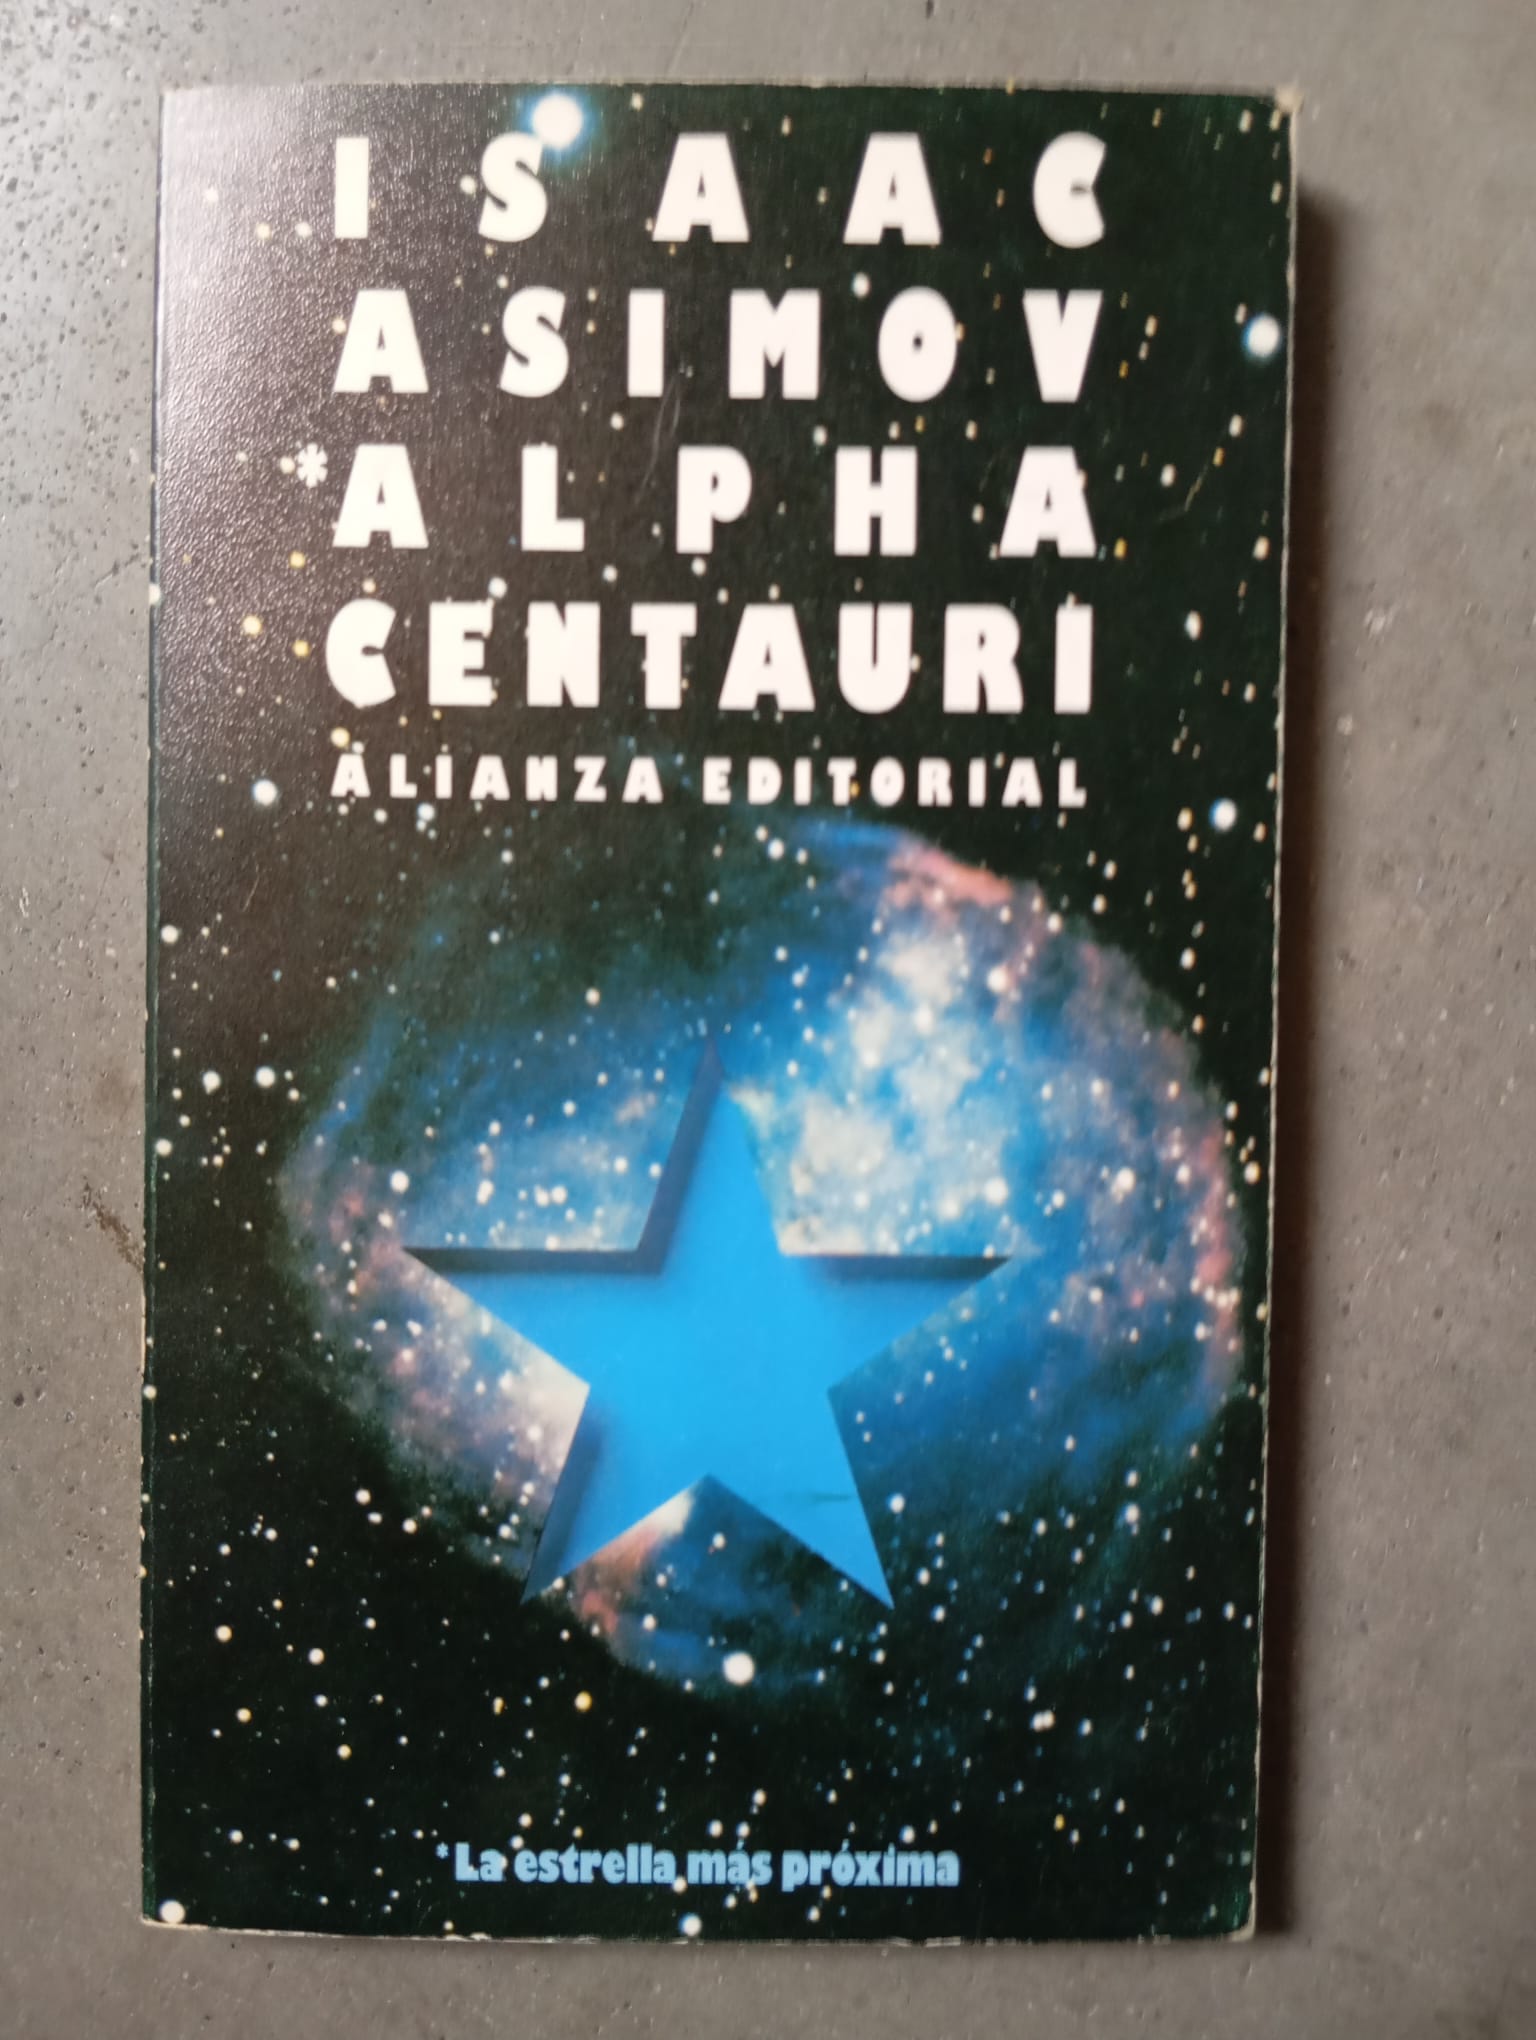 ISAAC
ASIMOV
*ALPHA
CENTAURI
ALIANZA EDITORIAL
*La estrella más próxima